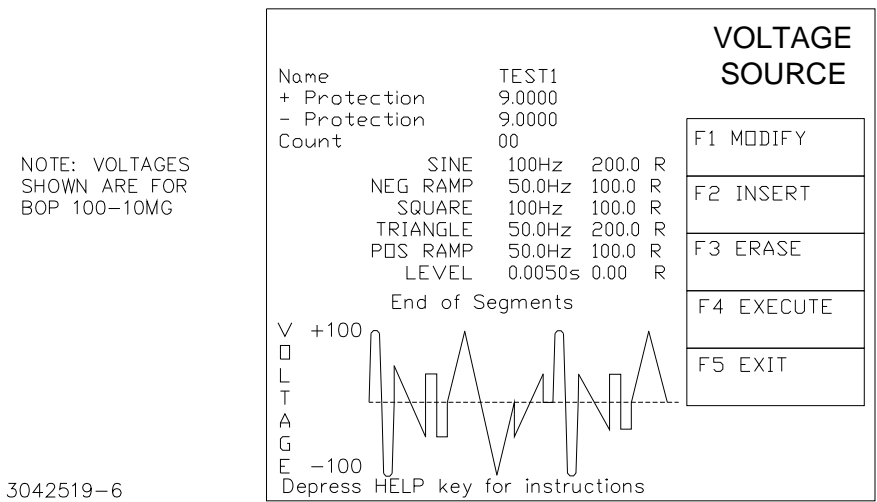 NOTE: VOLTAGES
SHOWN ARE FOR
BOP 100-10MG
VOLTAGE
SOURCE
Name TEST1
+ Protection 9.0000
- Protection 9.0000
Count 00
SINE 100Hz 200.0 R
NEG RAMP 50.0Hz 100.0 R
SQUARE 100Hz 100.0 R
TRIANGLE 50.0Hz 200.0 R
POS RAMP 50.0Hz 100.0 R
LEVEL 0.0050s 0.00 R
End of Segments
F1 MODIFY
F2 INSERT
F3 ERASE
F4 EXECUTE
F5 EXIT
VOLTAGE
+100
-100
Depress HELP key for instructions
3042519-6